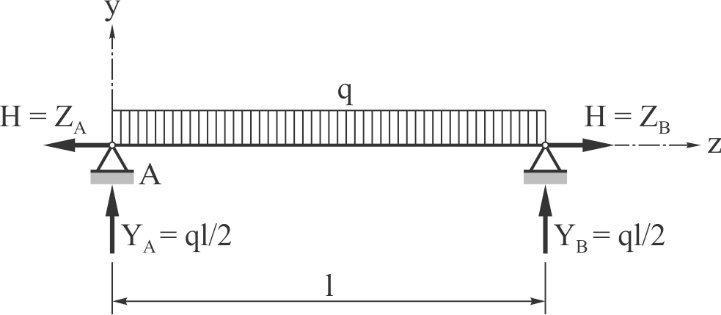 y
q
H = Z_A
H = Z_B
z
A
Y_A = ql/2
Y_B = ql/2
l